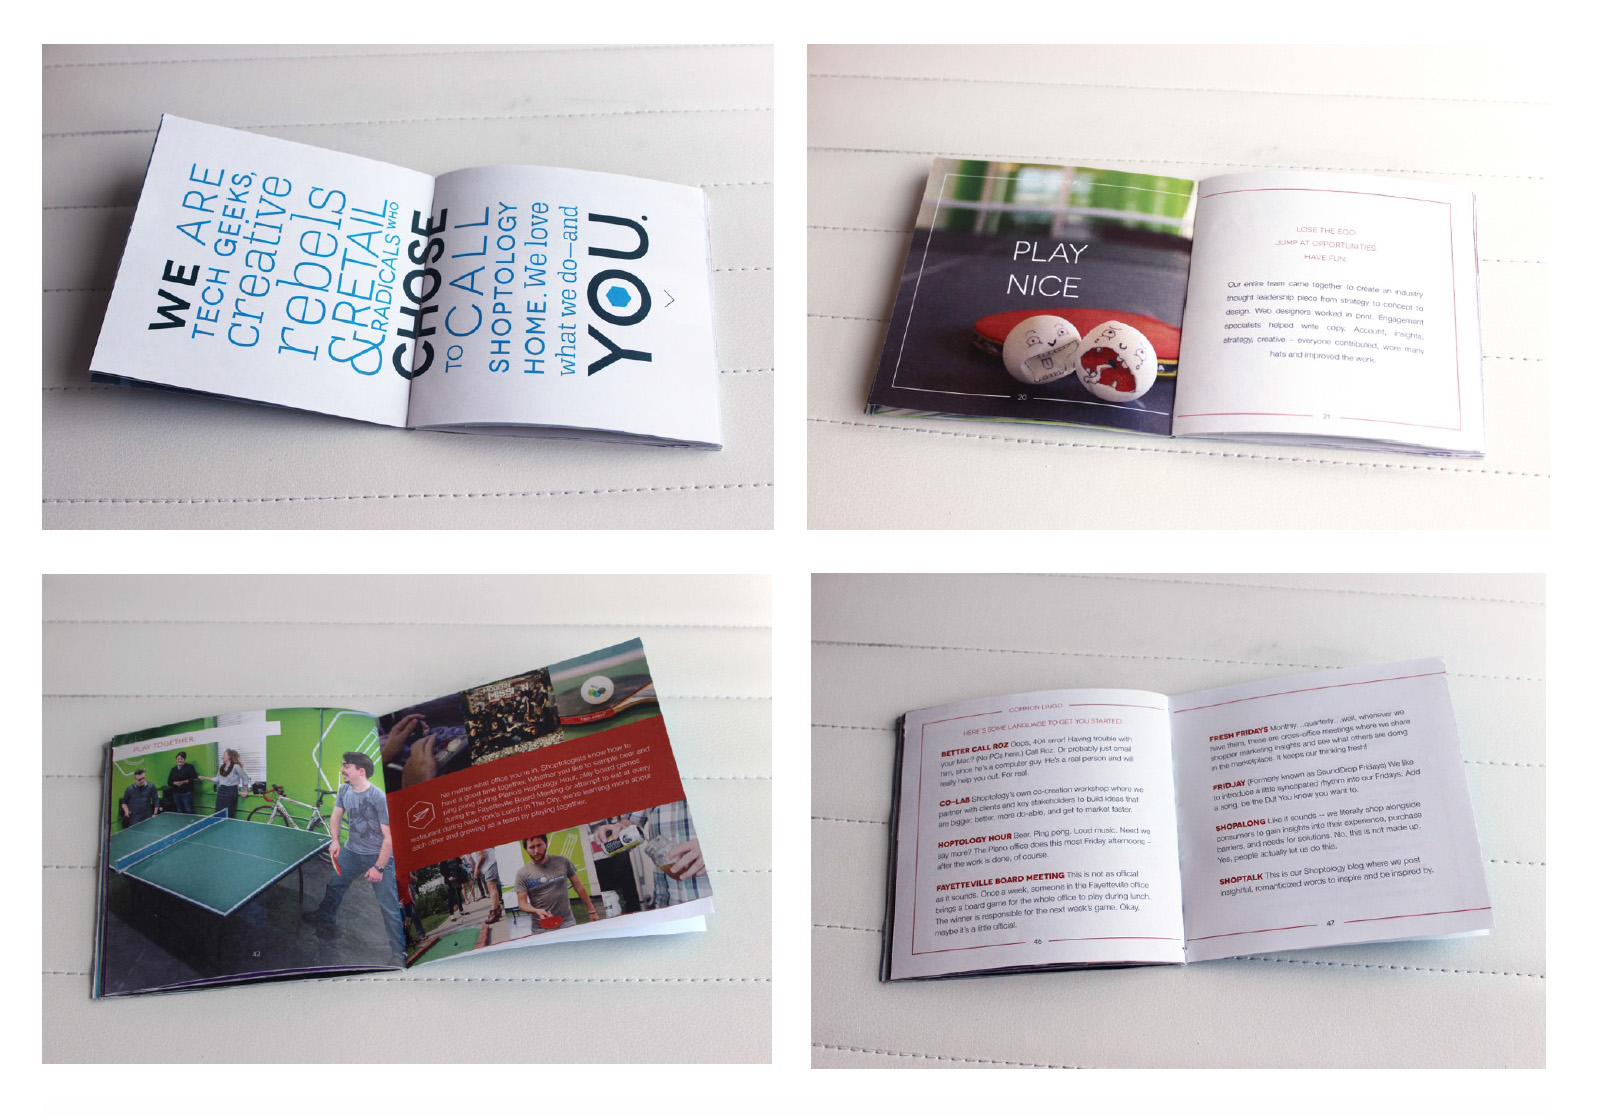 WE ARE
TECH GEEKS,
creative
rebels
& RETAIL
RADICALS WHO
CHOSE
TO CALL
SHOPTOLOGY
HOME. We love
what we do—and
YOU.
PLAY
NICE
20
LOSE THE EGO.
JUMP AT OPPORTUNITIES.
HAVE FUN.
Our entire team came together to create an industry
thought leadership piece from strategy to concept to
design. Web designers worked in print. Engagement
specialists helped write copy. Account, insights,
strategy, creative – everyone contributed, wore many
hats and improved the work.
21
PLAY TOGETHER
42
MISSION
No matter what office you're in, Shoptologists know how to
have a good time together. Whether you like to sample beer and
ping pong during Plano's Hoptology Hour, play board games
during the Fayetteville Board Meeting or attempt to eat at every
restaurant during New York's Lunch in The City, we're learning more about
each other and growing as a team by playing together.
COMMON LINGO
HERE'S SOME LANGUAGE TO GET YOU STARTED
BETTER CALL ROZ Oops, 404 error! Having trouble with
your Mac? (No PCs here.) Call Roz. Or probably just email
him, since he's a computer guy. He's a real person and will
really help you out. For real.
CO-LAB Shoptology's own co-creation workshop where we
partner with clients and key stakeholders to build ideas that
are bigger, better, more do-able, and get to market faster.
HOPTOLOGY HOUR Beer. Ping pong. Loud music. Need we
say more? The Plano office does this most Friday afternoons –
after the work is done, of course.
FAYETTEVILLE BOARD MEETING This is not as official
as it sounds. Once a week, someone in the Fayetteville office
brings a board game for the whole office to play during lunch.
The winner is responsible for the next week's game. Okay,
maybe it's a little official.
46
FRESH FRIDAYS Monthly...quarterly...well, whenever we
have them, these are cross-office meetings where we share
shopper marketing insights and see what others are doing
in the marketplace. It keeps our thinking fresh!
FRIDJAY (Formerly known as SoundDrop Fridays) We like
to introduce a little syncopated rhythm into our Fridays. Add
a song, be the DJ! You know you want to.
SHOPALONG Like it sounds – we literally shop alongside
consumers to gain insights into their experience, purchase
barriers, and needs for solutions. No, this is not made up.
Yes, people actually let us do this.
SHOPTALK This is our Shoptology blog where we post
insightful, romanticized words to inspire and be inspired by.
47